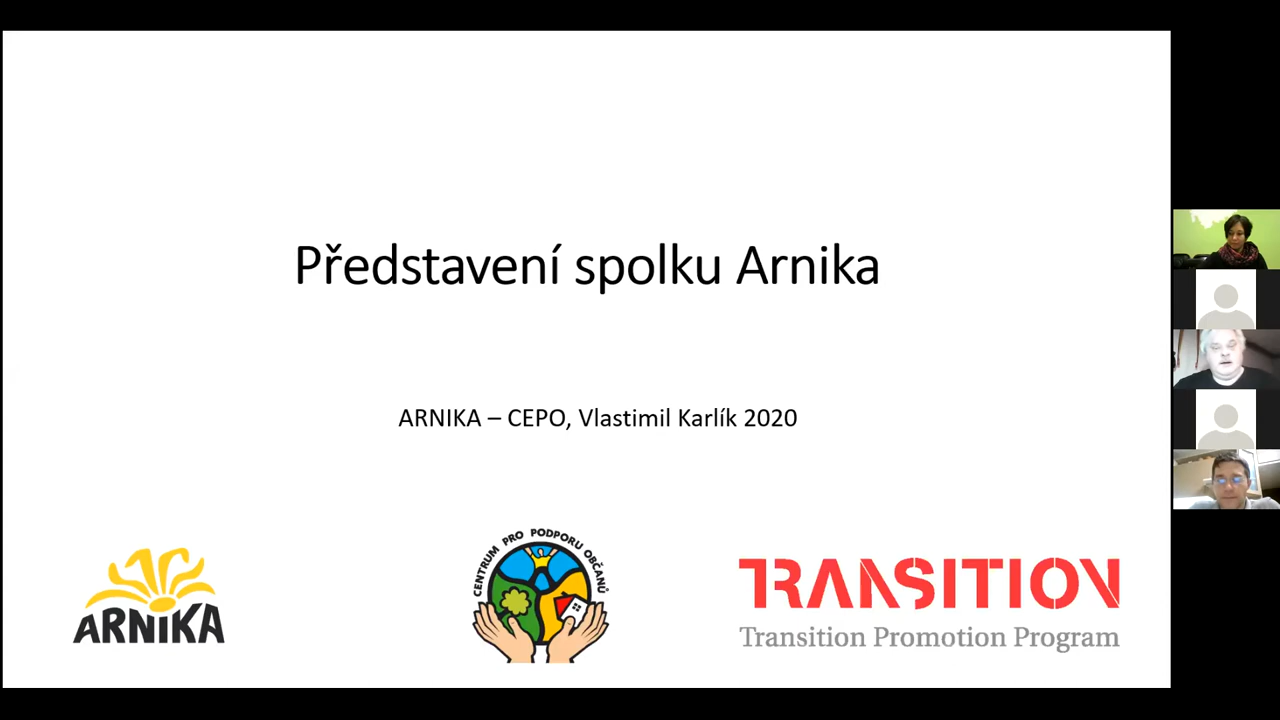 Představení spolku Arnika
ARNIKA – CEPO, Vlastimil Karlík 2020
ARNIKA
CENTRUM PRO PODPORU OBČANŮ
TRANSITION
Transition Promotion Program